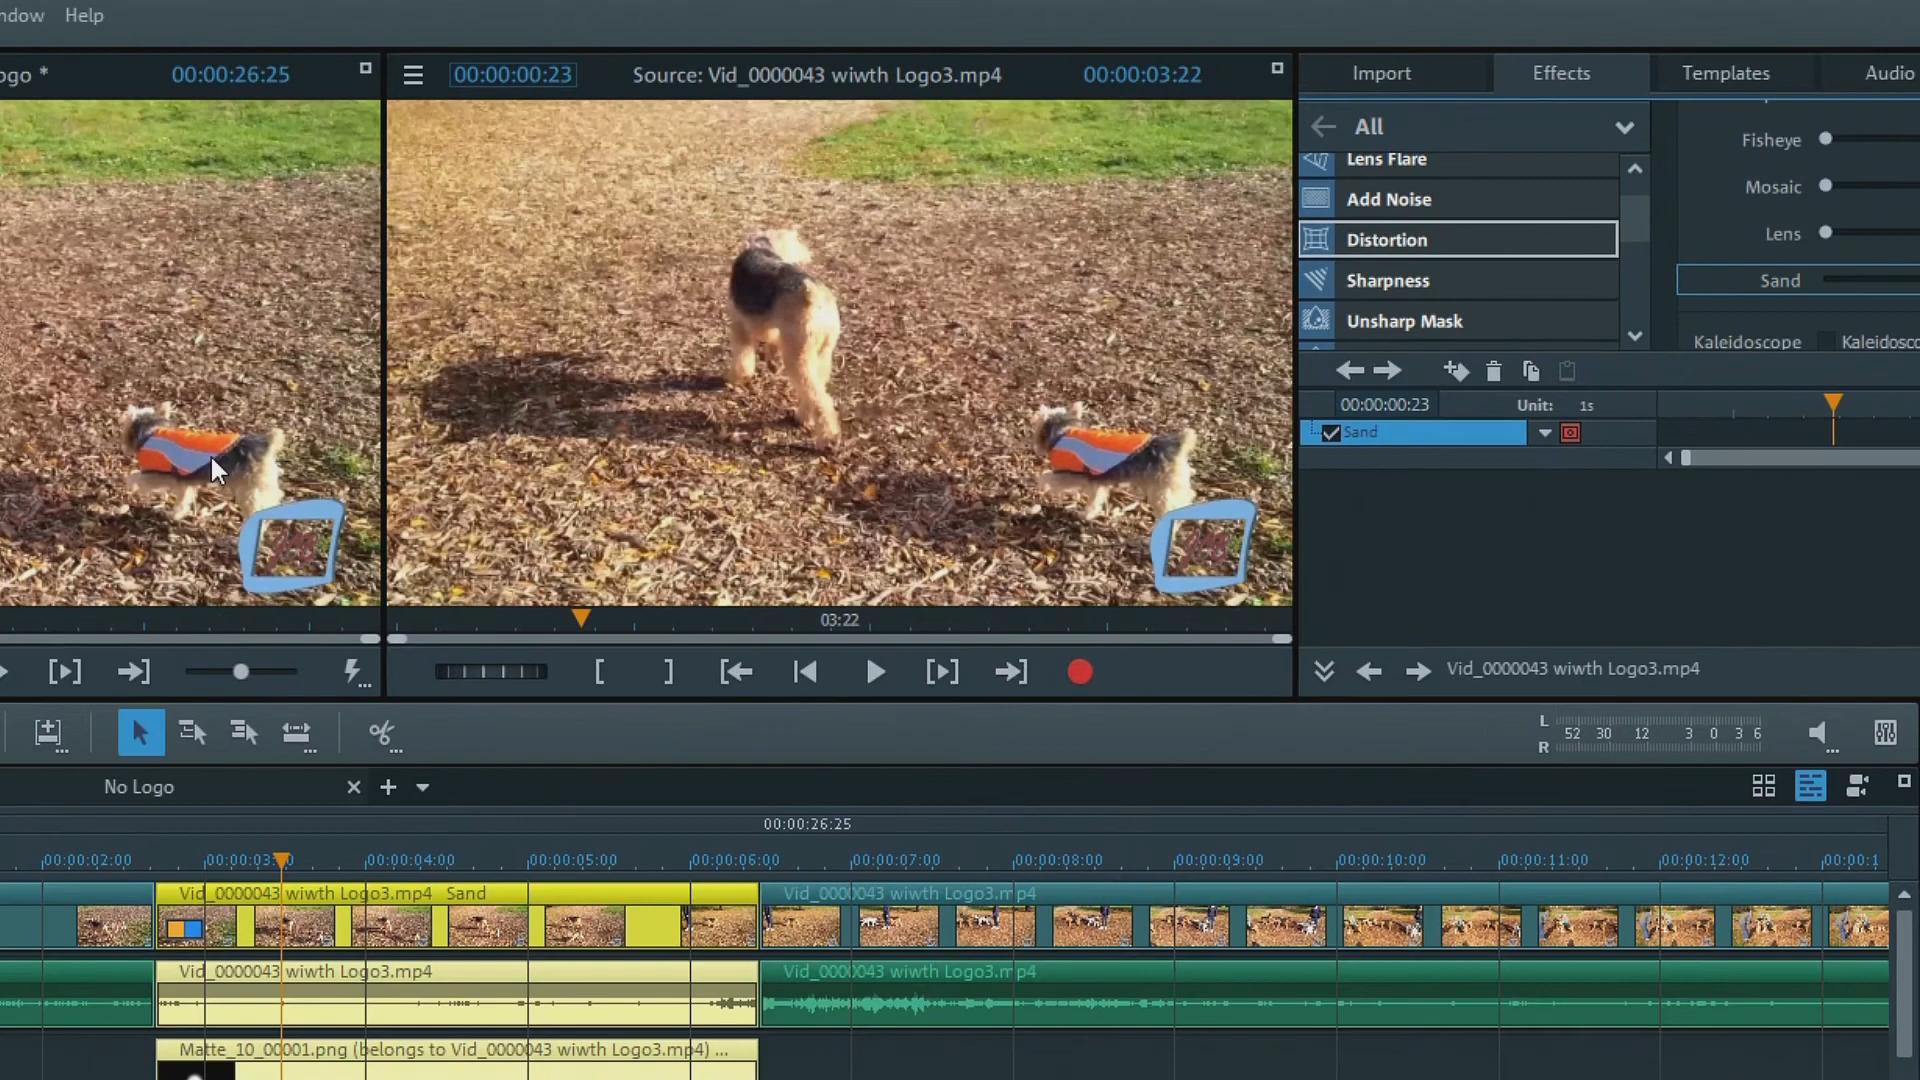 ndow Help
ogo *
00:00:26:25
00:00:00:23
Source: Vid_0000043 wiwth Logo3.mp4
00:00:03:22
Import
Effects
Templates
Audio
All
Lens Flare
Add Noise
Distortion
Sharpness
Unsharp Mask
Fisheye
Mosaic
Lens
Sand
Kaleidoscope Kaleidosco
00:00:00:23
Unit: 1s
Sand
03:22
Vid_0000043 wiwth Logo3.mp4
L
R
52 30 12 3 0 3 6
No Logo
00:00:26:25
00:00:02:00 00:00:03: 00:00:04:00 00:00:05:00 00:00:06:00 00:00:07:00 00:00:08:00 00:00:09:00 00:00:10:00 00:00:11:00 00:00:12:00 00:00:1
Vid_0000043 wiwth Logo3.mp4 Sand
Vid_0000043 wiwth Logo3.mp4
Vid_0000043 wiwth Logo3.mp4
Vid_0000043 wiwth Logo3.mp4
Matte_10_00001.png (belongs to Vid_0000043 wiwth Logo3.mp4) ...